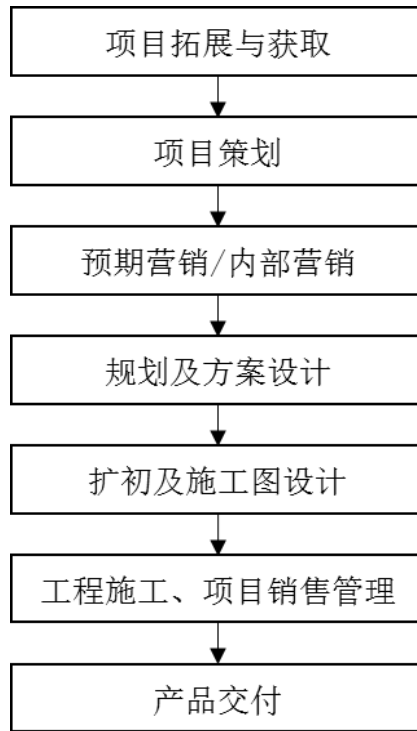 项目拓展与获取
项目策划
预期营销/内部营销
规划及方案设计
扩初及施工图设计
工程施工、项目销售管理
产品交付